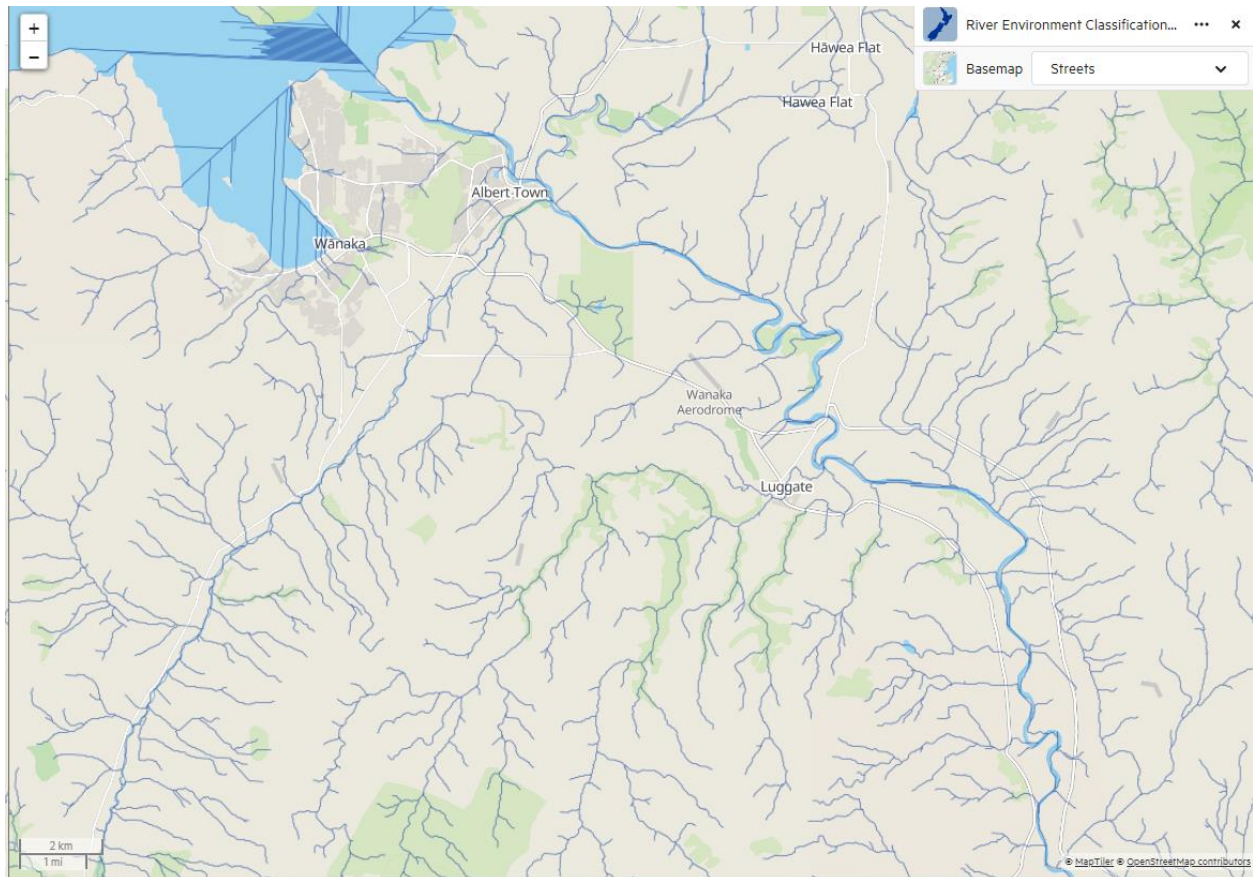 +
−
River Environment Classification... ••• ×
Basemap Streets
Hāwea Flat
Hawea Flat
Albert Town
Wānaka
Wanaka
Aerodrome
Luggate
2 km
1 mi
© MapTiler © OpenStreetMap contributors